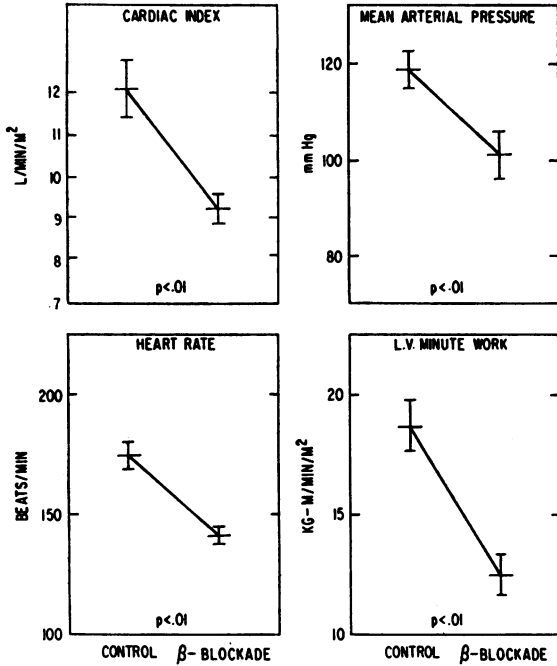 CARDIAC INDEX
L/MIN/M²
12
11
10
9
8
7
p<.01
MEAN ARTERIAL PRESSURE
mm Hg
120
100
80
p<.01
HEART RATE
BEATS/MIN
200
150
100
p<.01
CONTROL β-BLOCKADE
L.V. MINUTE WORK
KG-M/MIN/M²
20
15
10
p<.01
CONTROL β-BLOCKADE